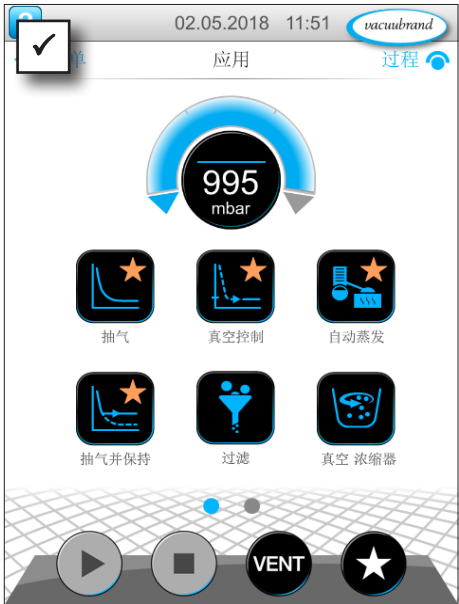 02.05.2018 11:51 vacuubrand
单 应用 过程
995
mbar
抽气 真空控制 自动蒸发
抽气并保持 过滤 真空 浓缩器
VENT